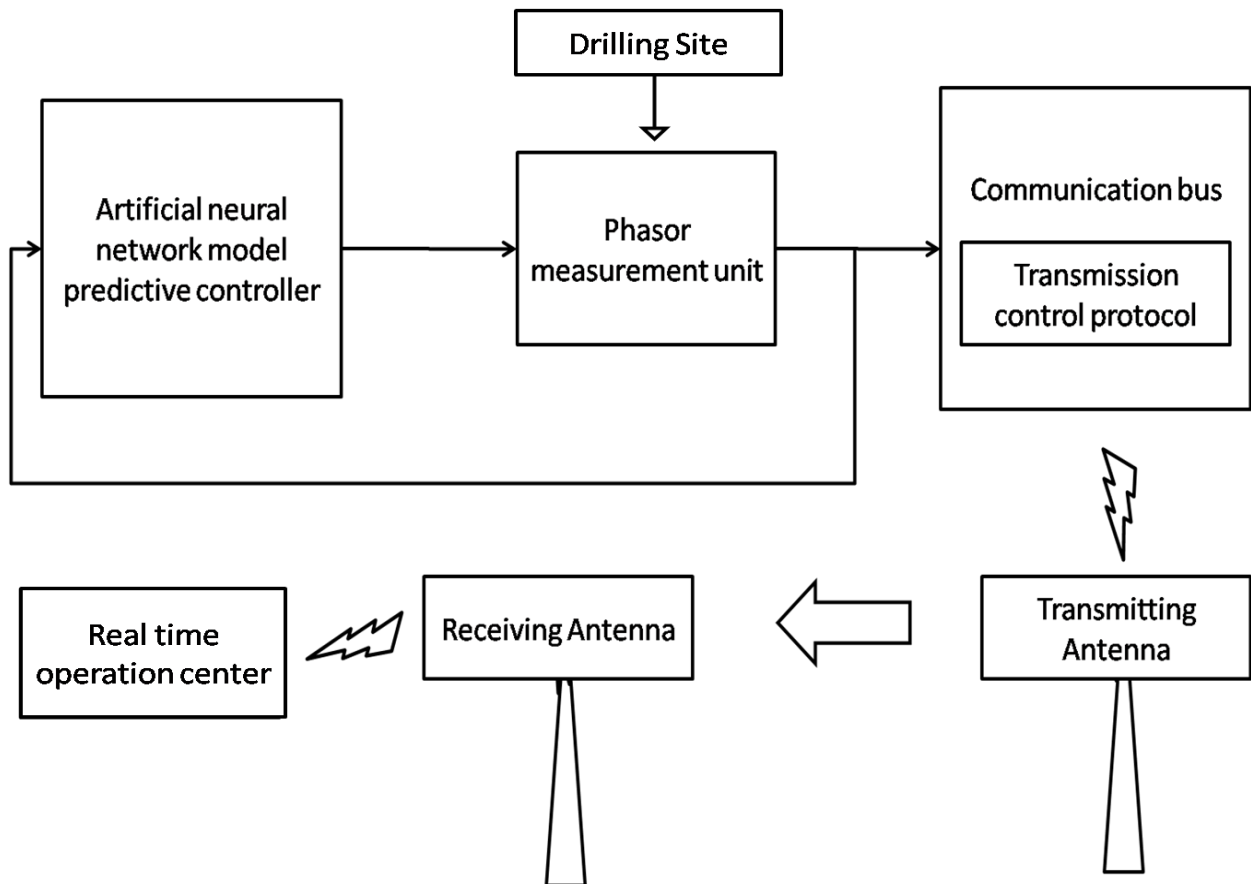 Drilling Site
Artificial neural
network model
predictive controller
Phasor
measurement unit
Communication bus
Transmission
control protocol
Real time
operation center
Receiving Antenna
Transmitting
Antenna